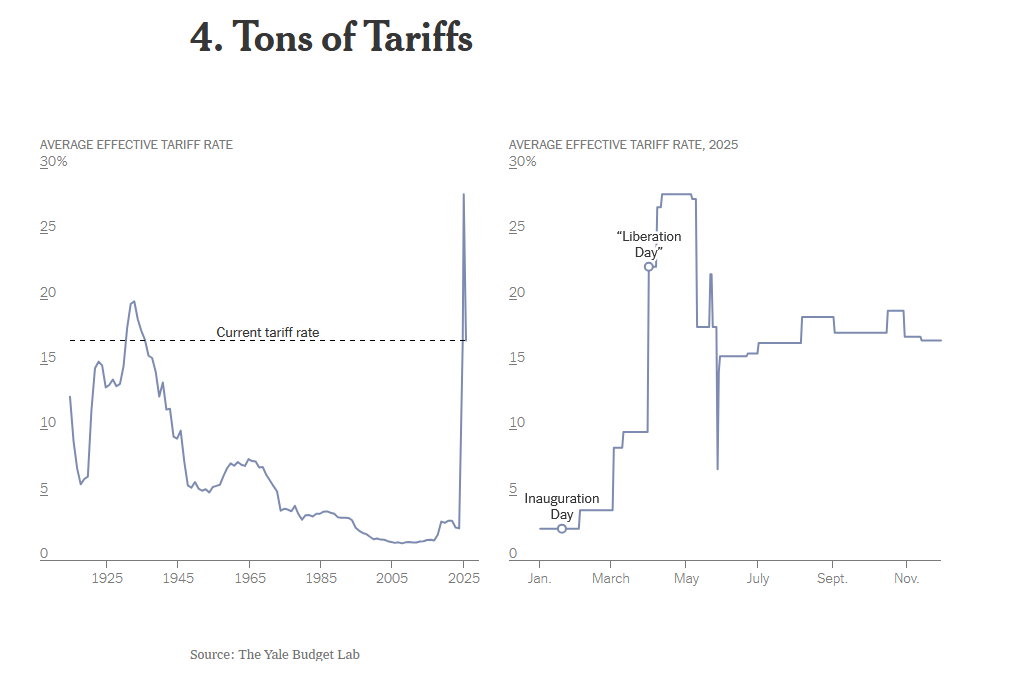 4. Tons of Tariffs
AVERAGE EFFECTIVE TARIFF RATE
30%
25
20
15
10
5
0
Current tariff rate
1925 1945 1965 1985 2005 2025
AVERAGE EFFECTIVE TARIFF RATE, 2025
30%
25
20
15
10
5
0
“Liberation
Day”
Inauguration
Day
Jan. March May July Sept. Nov.
Source: The Yale Budget Lab